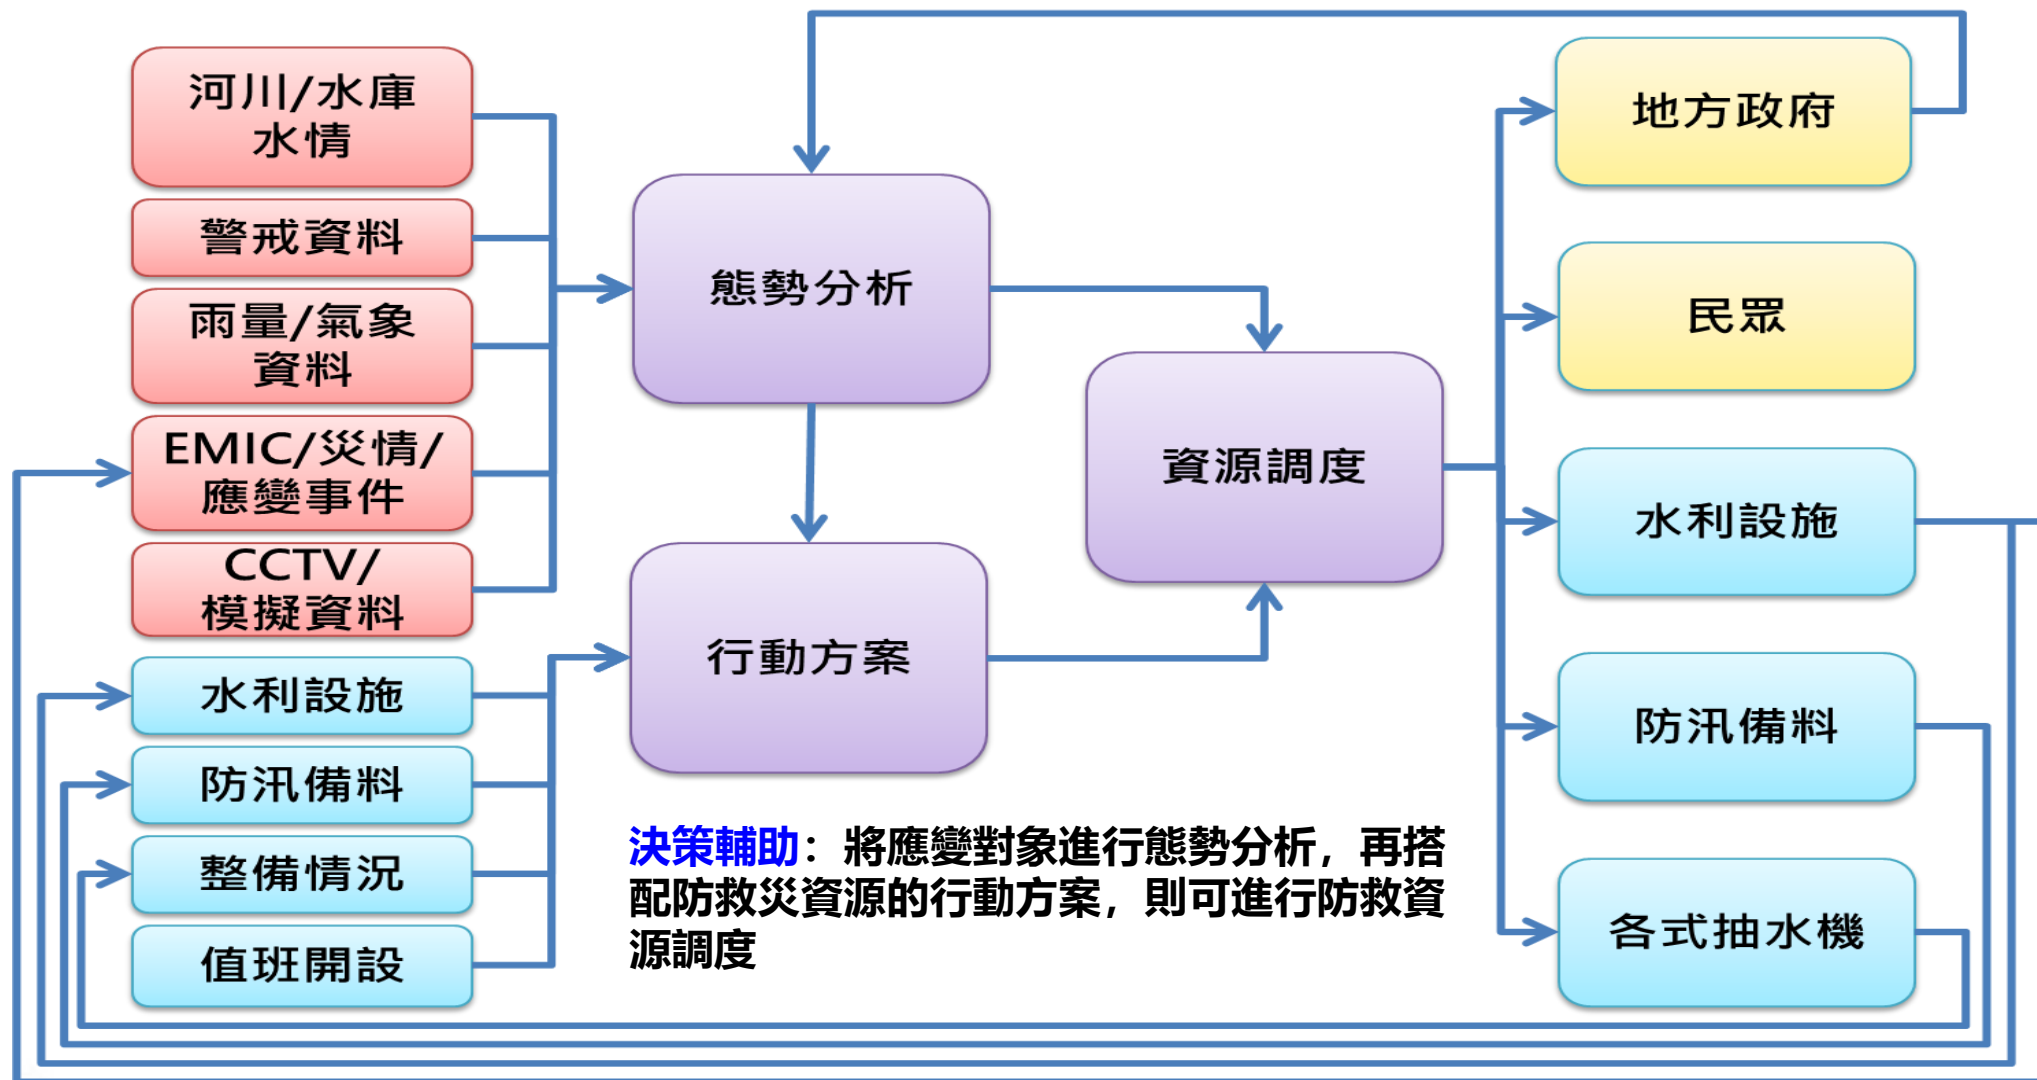 河川/水庫
水情
警戒資料
雨量/氣象
資料
EMIC/災情/
應變事件
CCTV/
模擬資料
水利設施
防汛備料
整備情況
值班開設
態勢分析
行動方案
資源調度
地方政府
民眾
水利設施
防汛備料
各式抽水機
決策輔助：將應變對象進行態勢分析，再搭
配防救災資源的行動方案，則可進行防救資
源調度